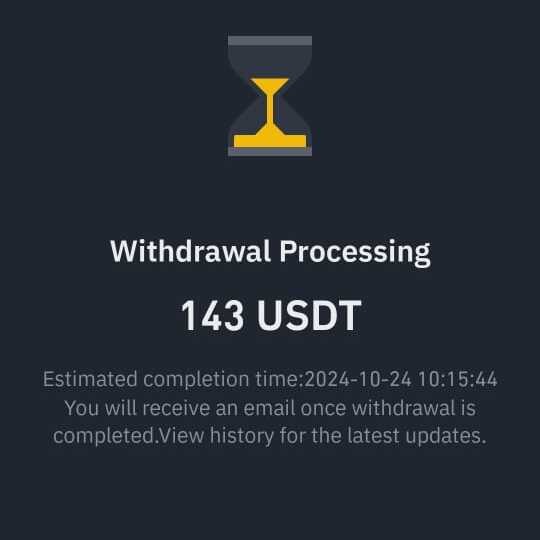 Withdrawal Processing
143 USDT
Estimated completion time:2024-10-24 10:15:44
You will receive an email once withdrawal is
completed.View history for the latest updates.